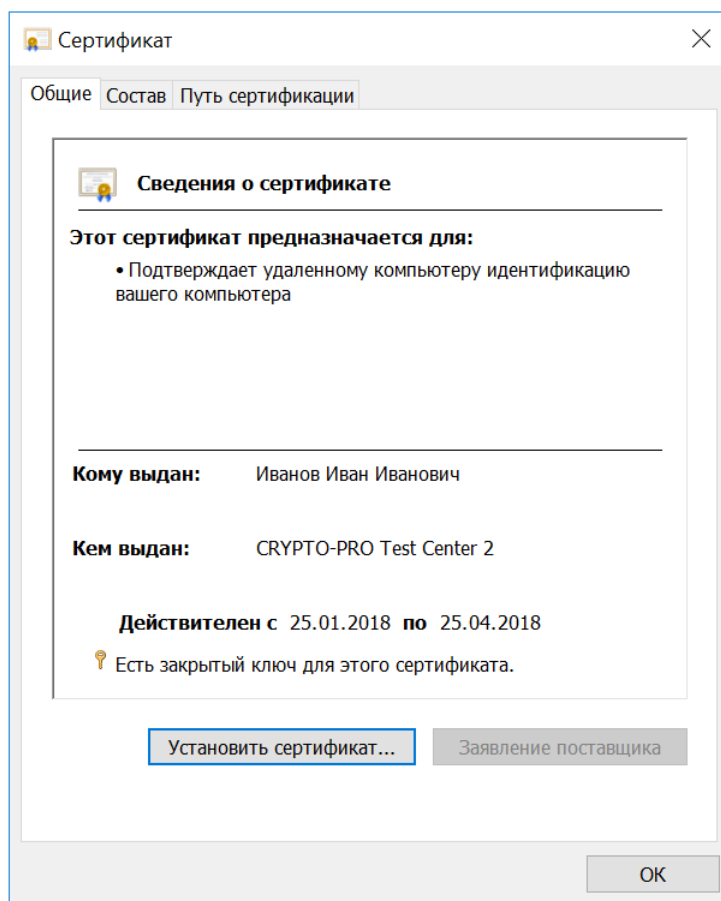 Сертификат
Общие Состав Путь сертификации
Сведения о сертификате
Этот сертификат предназначается для:
• Подтверждает удаленному компьютеру идентификацию
вашего компьютера
Кому выдан: Иванов Иван Иванович
Кем выдан: CRYPTO-PRO Test Center 2
Действителен с 25.01.2018 по 25.04.2018
Есть закрытый ключ для этого сертификата.
Установить сертификат... Заявление поставщика
ОК